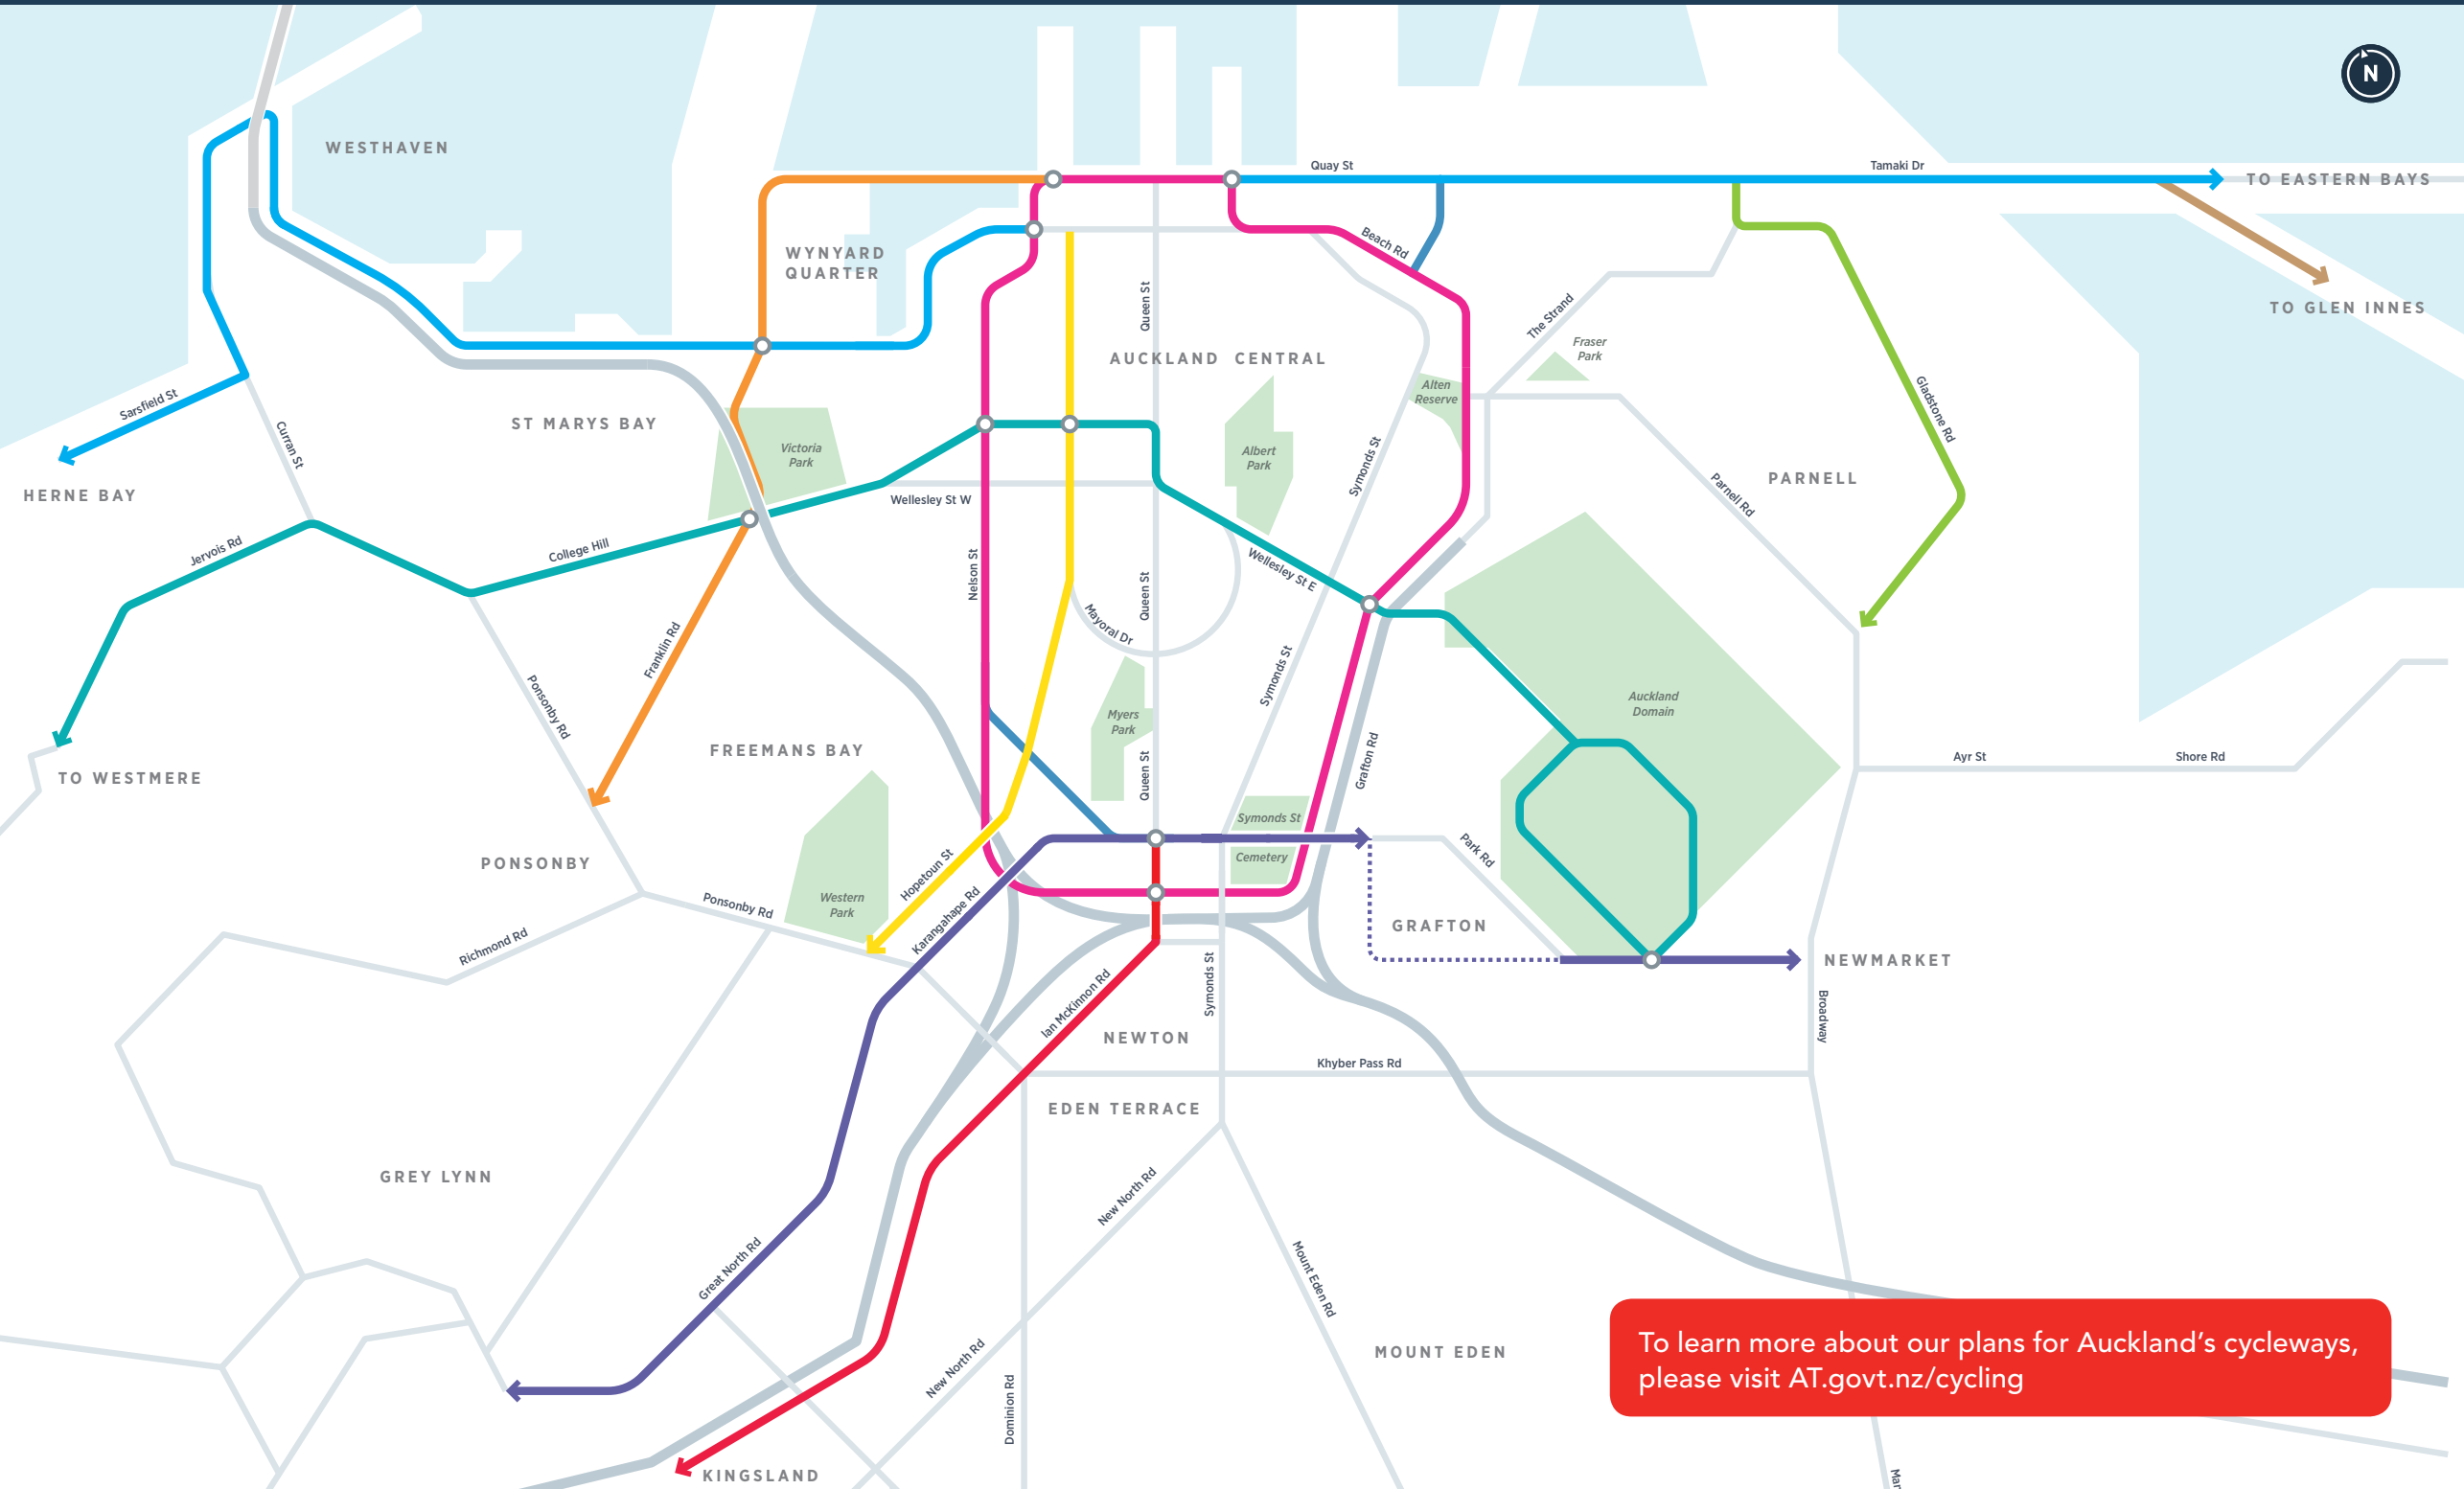 N
WESTHAVEN
Quay St
Tamaki Dr
TO EASTERN BAYS
WYNYARD
QUARTER
Beach Rd
TO GLEN INNES
Queen St
The Strand
Fraser
Park
AUCKLAND CENTRAL
Alten
Reserve
Sarsfield St
Gladstone Rd
ST MARYS BAY
Curran St
Victoria
Park
Albert
Park
Symonds St
PARNELL
Parnell Rd
HERNE BAY
Wellesley St W
Jervois Rd
College Hill
Nelson St
Queen St
Wellesley St E
Mayoral Dr
Franklin Rd
Symonds St
Ponsonby Rd
Auckland
Domain
Myers
Park
FREEMANS BAY
Queen St
Grafton Rd
Ayr St
Shore Rd
TO WESTMERE
Symonds St
Cemetery
Park Rd
PONSONBY
Hopetoun St
Western
Park
Ponsonby Rd
Karangahape Rd
GRAFTON
Richmond Rd
NEWMARKET
Ian McKinnon Rd
Symonds St
Broadway
NEWTON
Khyber Pass Rd
EDEN TERRACE
GREY LYNN
New North Rd
Great North Rd
Mount Eden Rd
New North Rd
MOUNT EDEN
Dominion Rd
To learn more about our plans for Auckland's cycleways,
please visit AT.govt.nz/cycling
KINGSLAND